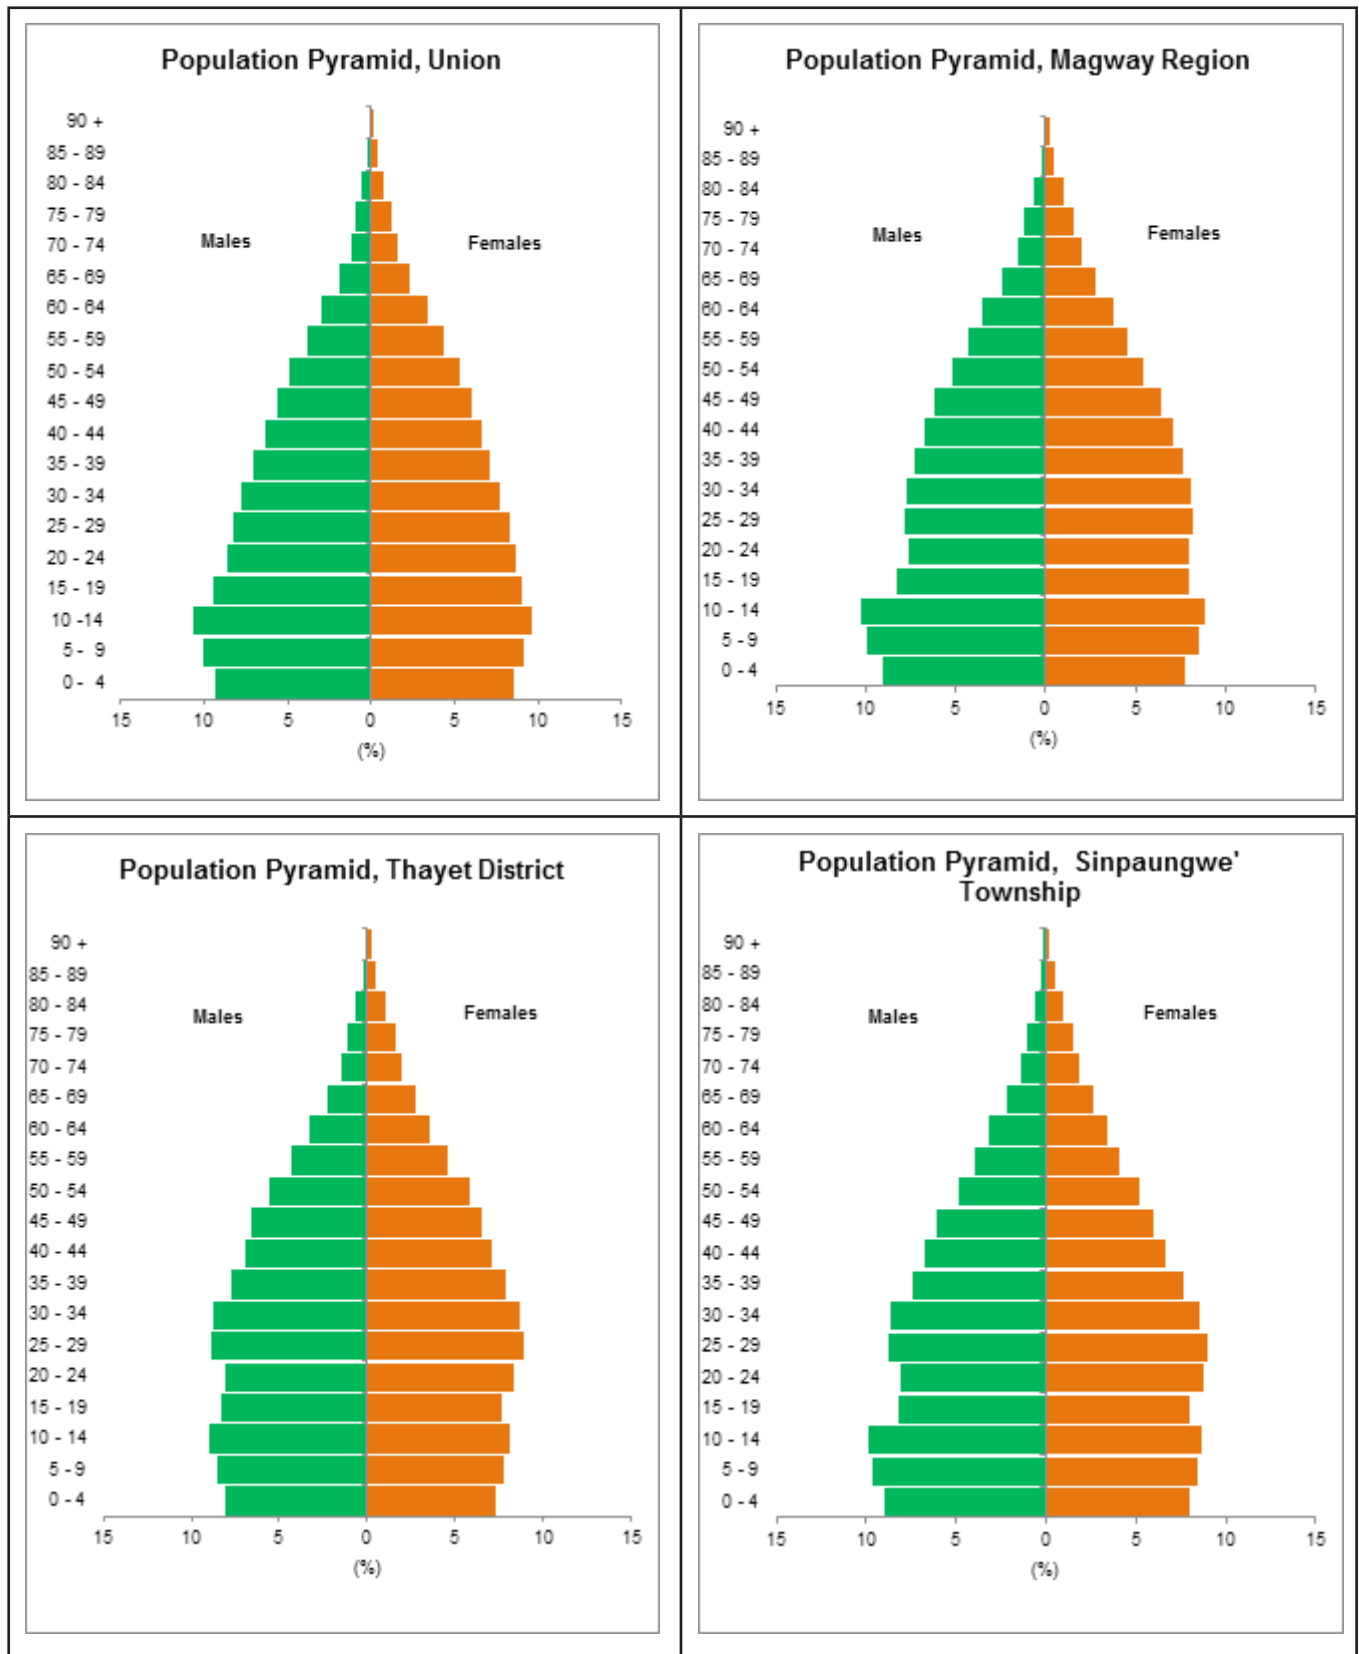 Population Pyramid, Union
90 +
85 - 89
80 - 84
75 - 79
70 - 74
65 - 69
60 - 64
55 - 59
50 - 54
45 - 49
40 - 44
35 - 39
30 - 34
25 - 29
20 - 24
15 - 19
10 -14
5 - 9
0 - 4
Males
Females
15 10 5 0 5 10 15
(%)
Population Pyramid, Magway Region
90 +
85 - 89
80 - 84
75 - 79
70 - 74
65 - 69
60 - 64
55 - 59
50 - 54
45 - 49
40 - 44
35 - 39
30 - 34
25 - 29
20 - 24
15 - 19
10 - 14
5 - 9
0 - 4
Males
Females
15 10 5 0 5 10 15
(%)
Population Pyramid, Thayet District
90 +
85 - 89
80 - 84
75 - 79
70 - 74
65 - 69
60 - 64
55 - 59
50 - 54
45 - 49
40 - 44
35 - 39
30 - 34
25 - 29
20 - 24
15 - 19
10 - 14
5 - 9
0 - 4
Males
Females
15 10 5 0 5 10 15
(%)
Population Pyramid, Sinpaungwe'
Township
90 +
85 - 89
80 - 84
75 - 79
70 - 74
65 - 69
60 - 64
55 - 59
50 - 54
45 - 49
40 - 44
35 - 39
30 - 34
25 - 29
20 - 24
15 - 19
10 - 14
5 - 9
0 - 4
Males
Females
15 10 5 0 5 10 15
(%)